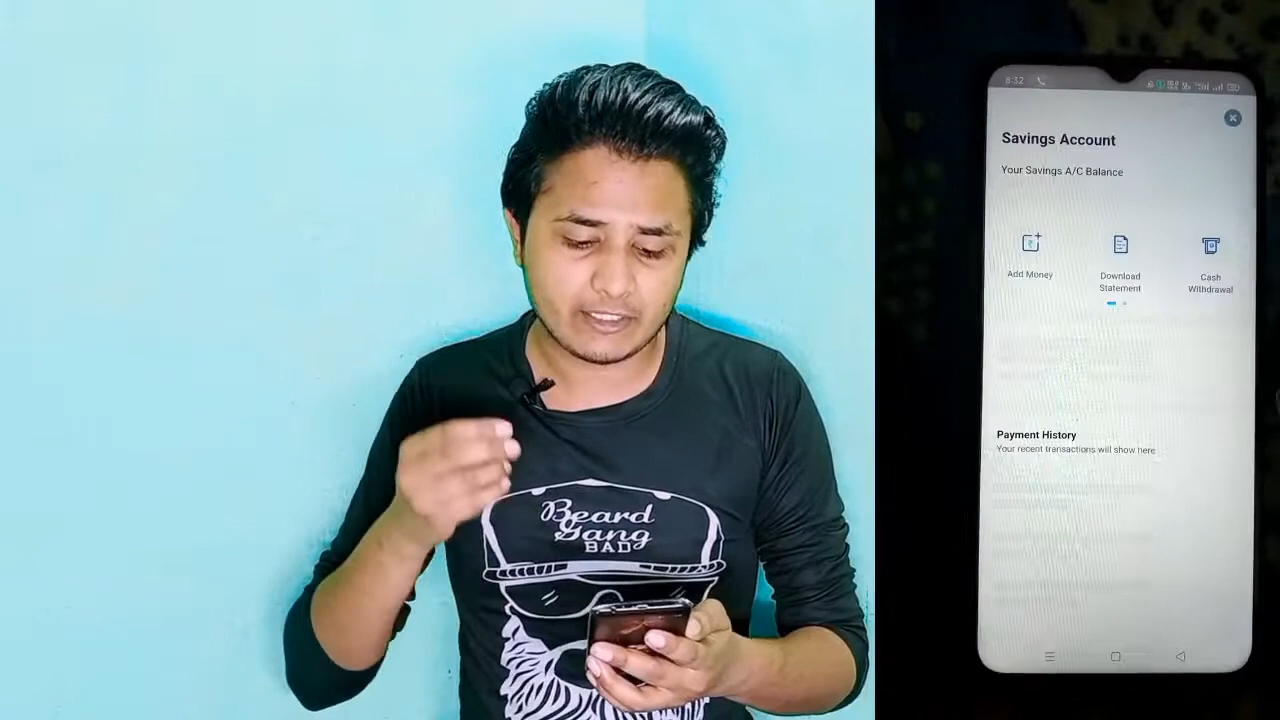 Beard
Gang
BAD
8:32
Savings Account
Your Savings A/C Balance
Add Money
Download
Statement
Cash
Withdrawal
Payment History
Your recent transactions will show here